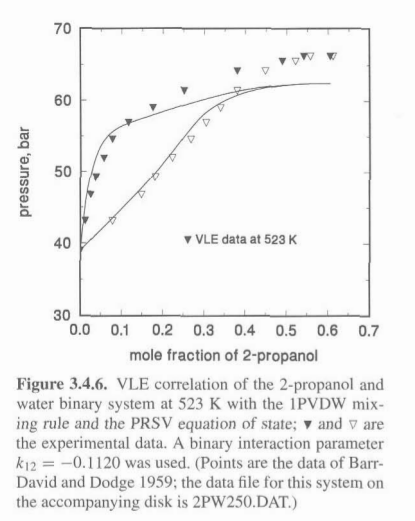 70
60
50
40
30
pressure, bar
▼ VLE data at 523 K
0.0 0.1 0.2 0.3 0.4 0.5 0.6 0.7
mole fraction of 2-propanol
Figure 3.4.6. VLE correlation of the 2-propanol and
water binary system at 523 K with the 1PVDW mix-
ing rule and the PRSV equation of state; ▼ and ▽ are
the experimental data. A binary interaction parameter
k12 = −0.1120 was used. (Points are the data of Barr-
David and Dodge 1959; the data file for this system on
the accompanying disk is 2PW250.DAT.)